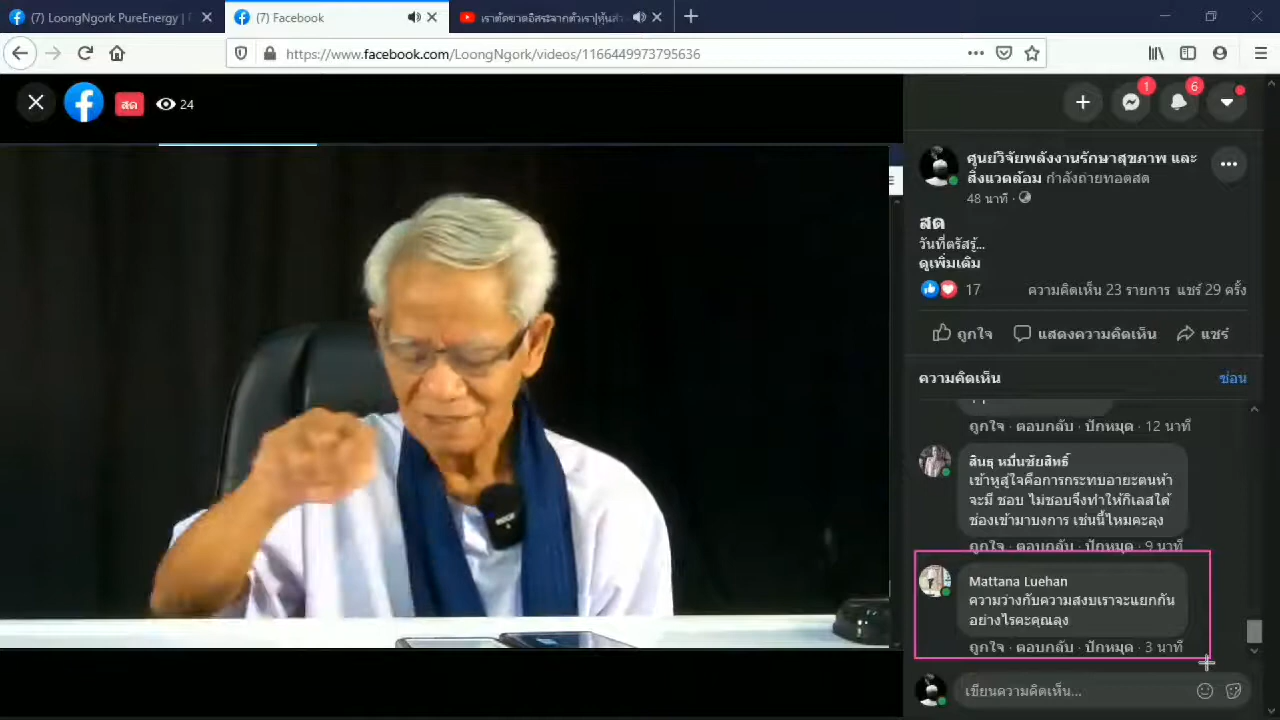 (7) LoongNgork PureEnergy |
(7) Facebook
https://www.facebook.com/LoongNgork/videos/1166449973795636
สด
24
1
6
ศูนย์วิจัยพลังงานรักษาสุขภาพ และ
สิ่งแวดล้อม กำลังถ่ายทอดสด
48 นาที ·
สด
วันที่ตรัสรู้...
ดูเพิ่มเติม
17
ความคิดเห็น 23 รายการ แชร์ 29 ครั้ง
ถูกใจ
แสดงความคิดเห็น
แชร์
ความคิดเห็น
ซ่อน
ถูกใจ · ตอบกลับ · ปักหมุด · 12 นาที
สินธุ หมื่นชัยสิทธิ์
เข้าหูสู่ใจคือการกระทบอายะตนห้า
จะมี ชอบ ไม่ชอบจึงทำให้กิเลสได้
ช่องเข้ามาบงการ เช่นนี้ไหมคะลุง
ถูกใจ · ตอบกลับ · ปักหมุด · 9 นาที
Mattana Luehan
ความว่างกับความสงบเราจะแยกกัน
อย่างไรคะคุณลุง
ถูกใจ · ตอบกลับ · ปักหมุด · 3 นาที
เขียนความคิดเห็น...